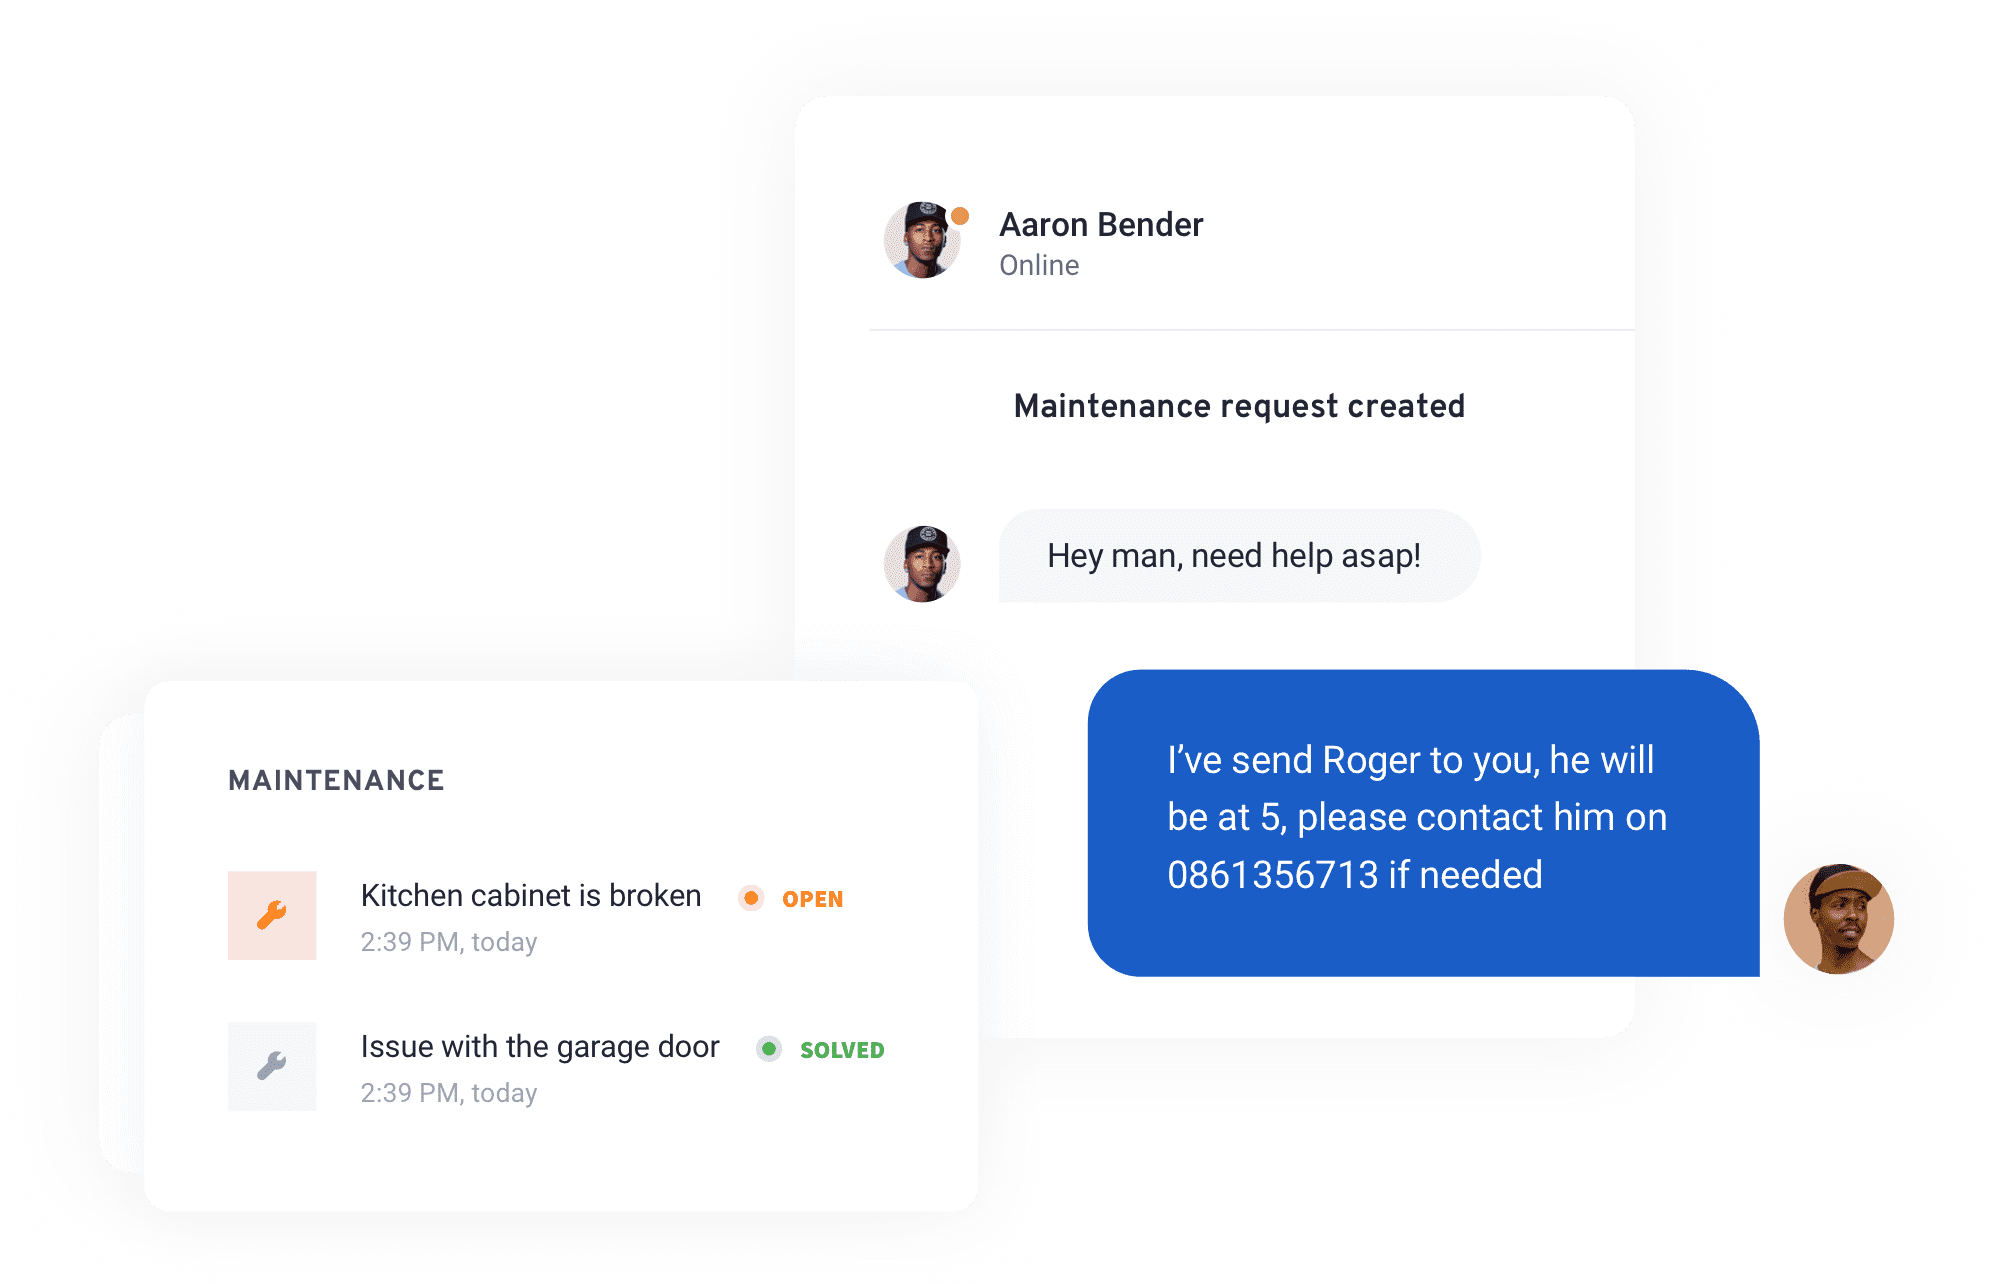 Aaron Bender
Online
Maintenance request created
Hey man, need help asap!
I’ve send Roger to you, he will
be at 5, please contact him on
0861356713 if needed
MAINTENANCE
Kitchen cabinet is broken
OPEN
2:39 PM, today
Issue with the garage door
SOLVED
2:39 PM, today